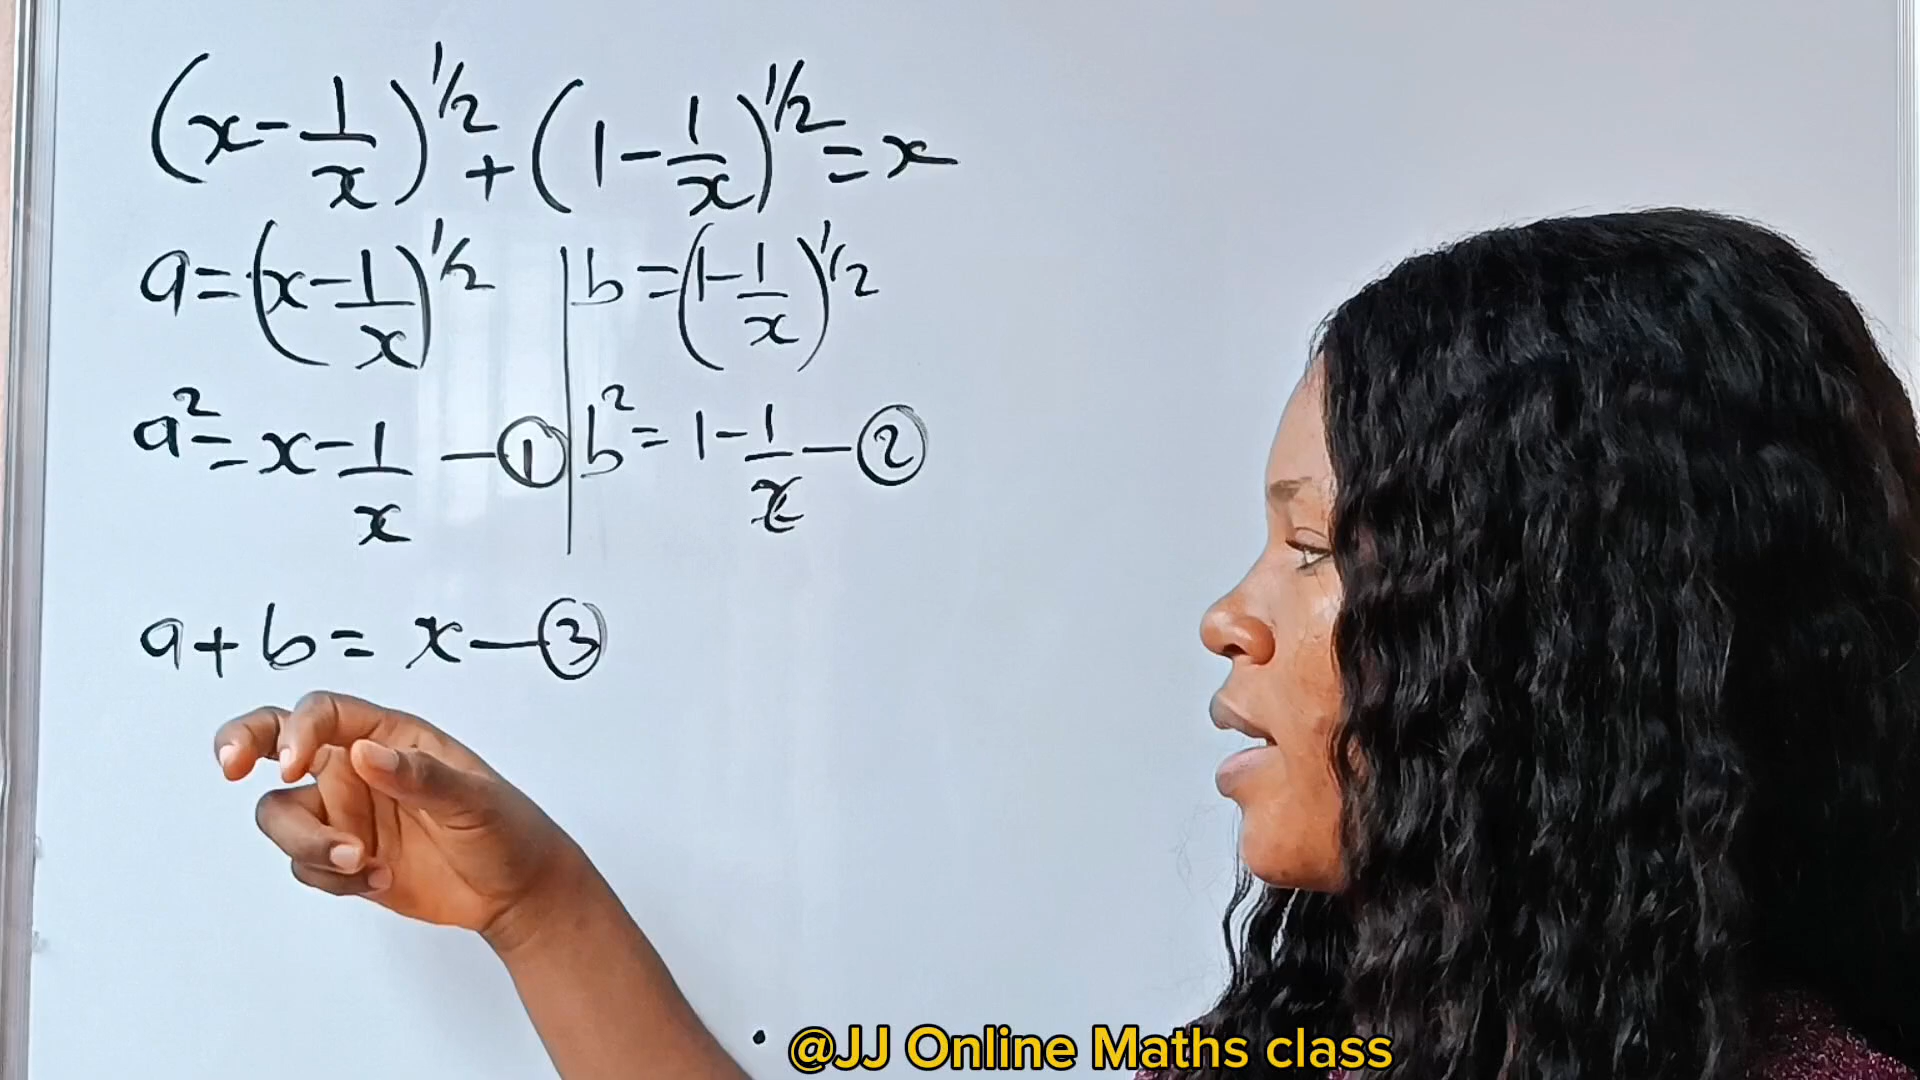 (x - 1/x)^1/2 + (1 - 1/x)^1/2 = x
a = (x - 1/x)^1/2 | b = (1 - 1/x)^1/2
a² = x - 1/x — ① | b² = 1 - 1/x — ②
a + b = x — ③
• @JJ Online Maths class